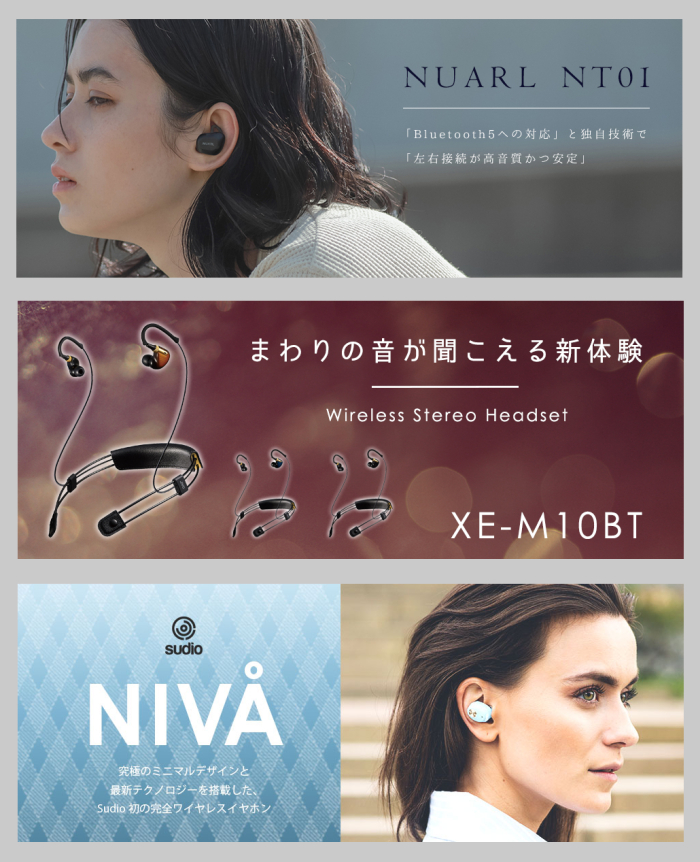 NUARL NT01
「Bluetooth5への対応」と独自技術で
「左右接続が高音質かつ安定」
まわりの音が聞こえる新体験
Wireless Stereo Headset
XE-M10BT
sudio
NIVÅ
究極のミニマルデザインと
最新テクノロジーを搭載した、
Sudio 初の完全ワイヤレスイヤホン